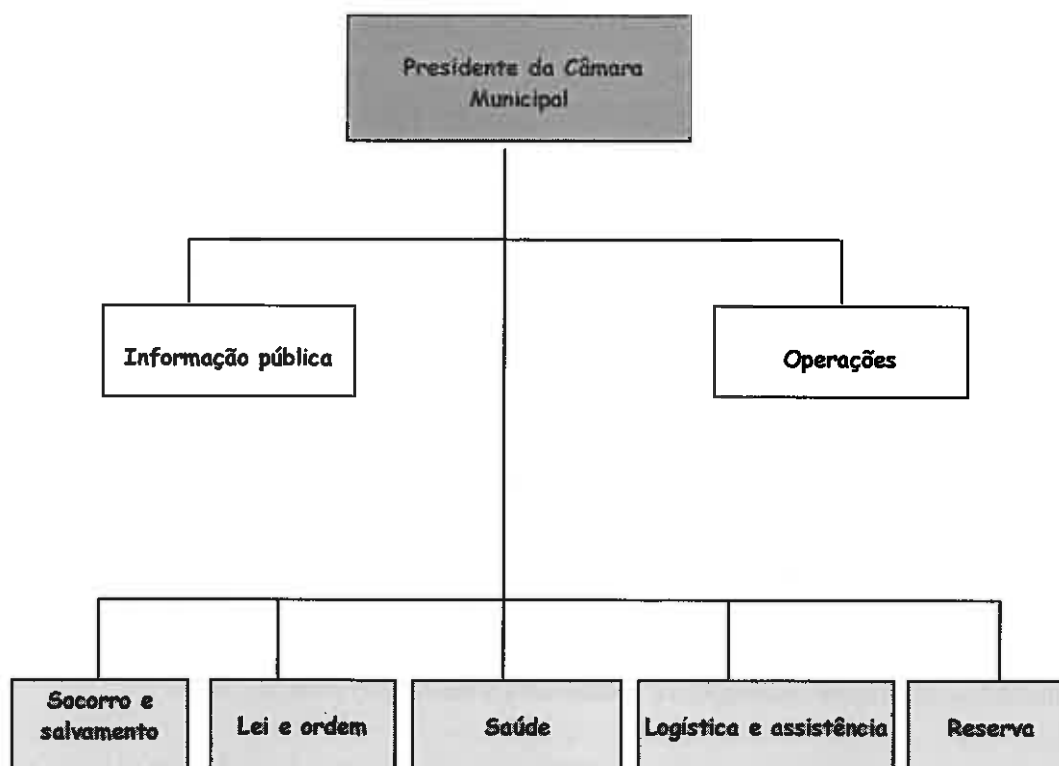 Presidente da Câmara
Municipal
Informação pública
Operações
Socorro e
salvamento
Lei e ordem
Saúde
Logística e assistência
Reserva